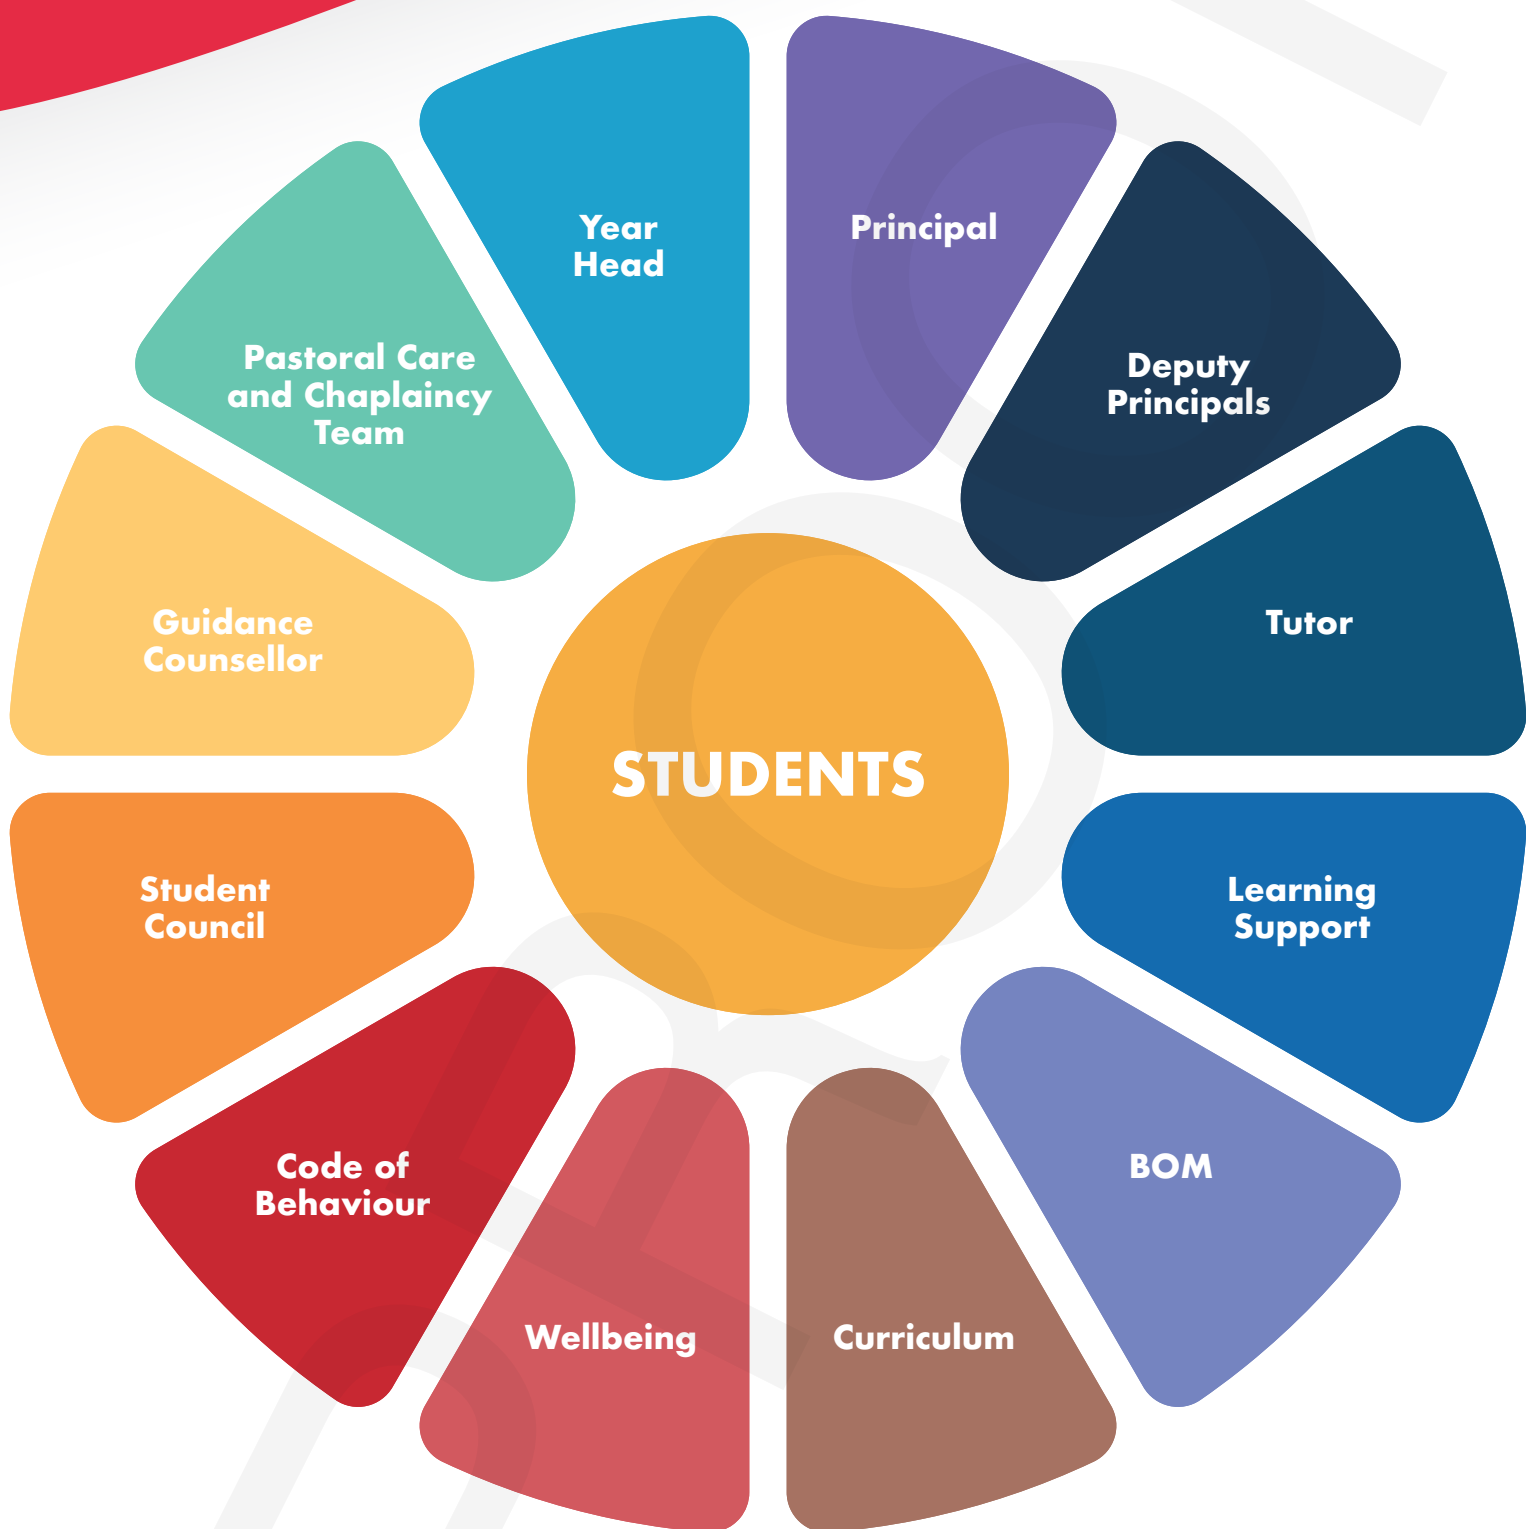 Year
Head
Principal
Deputy
Principals
Tutor
Learning
Support
BOM
Curriculum
Wellbeing
Code of
Behaviour
Student
Council
Guidance
Counsellor
Pastoral Care
and Chaplaincy
Team
STUDENTS